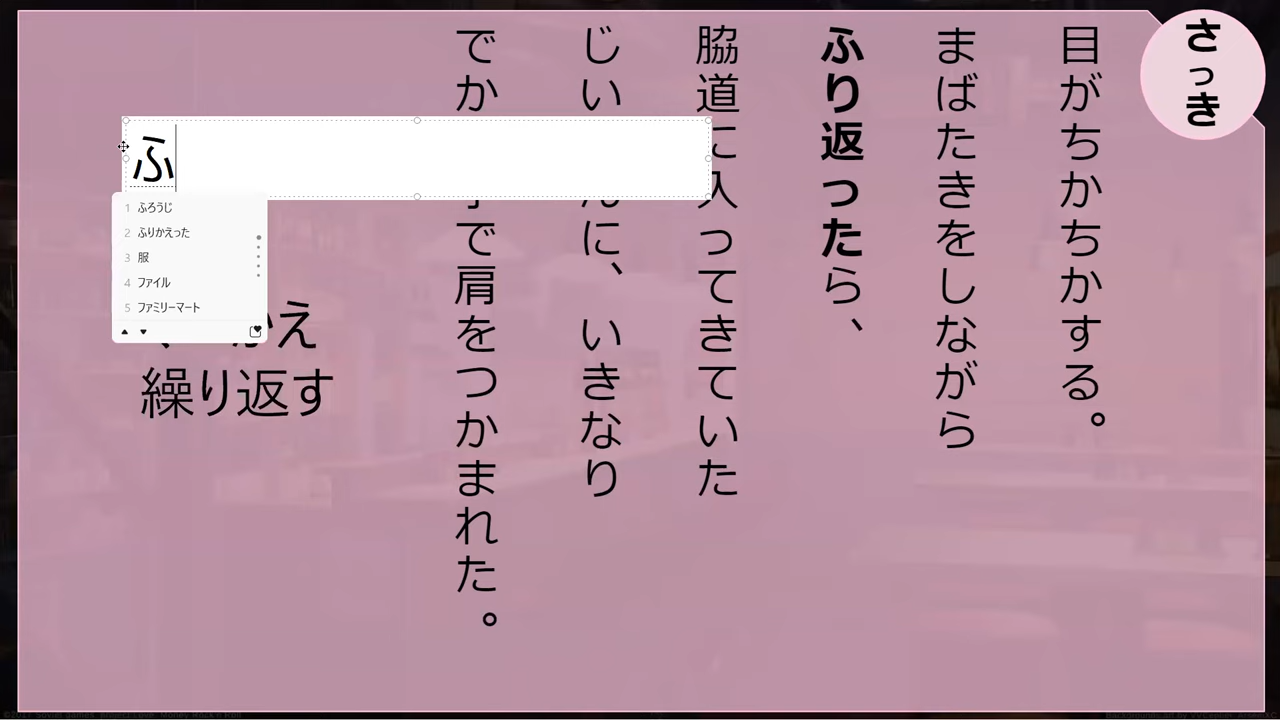 さっき
目がちかちかする。
まばたきをしながら
ふり返ったら、
脇道に入ってきていた
じい
んに、いきなり
でか
で肩をつかまれた。
ふ
1 ふろうじ
2 ふりかえった
3 服
4 ファイル
5 ファミリーマート
え
繰り返す